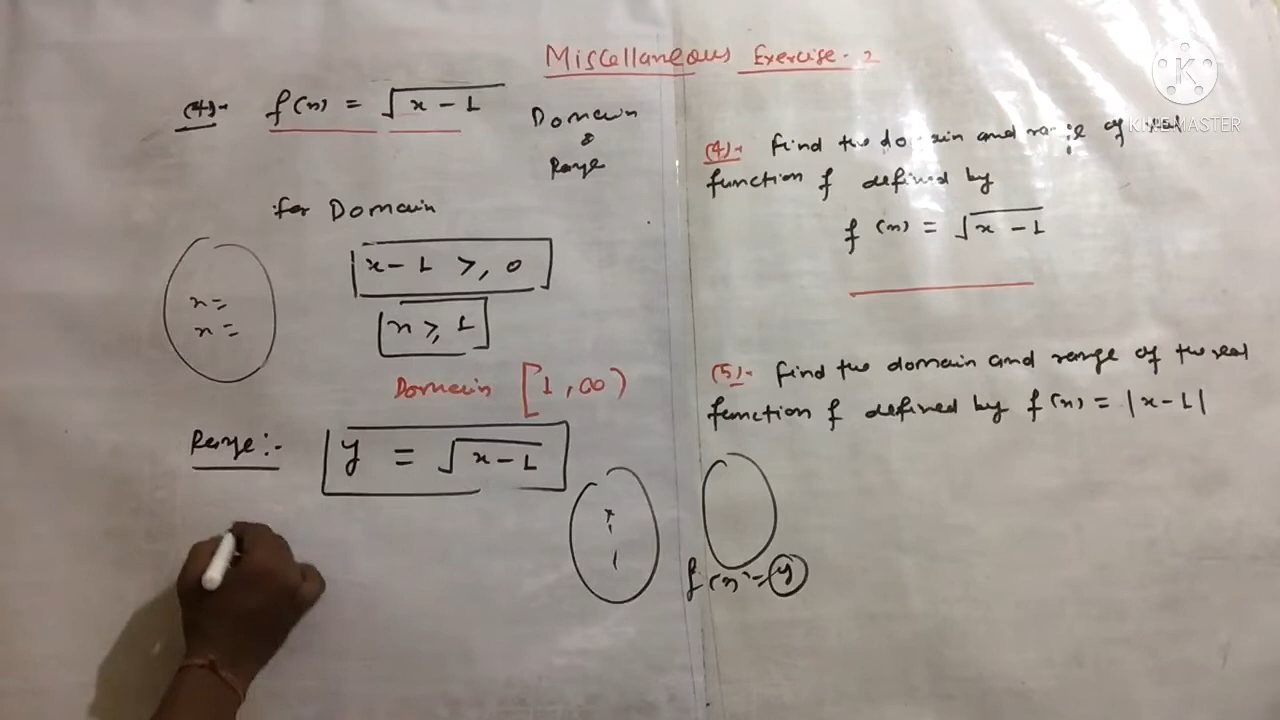 Miscellaneous Exercise - 2
(4)- f(x) = √x - 1
Domain
&
Range
for Domain
x - 1 ≥ 0
x ≥ 1
x =
x =
Domain [1, ∞)
Range :- y = √x - 1
(4)- find the domain and range of real
function f defined by
f(x) = √x - 1
(5)- find the domain and range of the real
function f defined by f(x) = |x - 1|
f(x) = y
K
KINEMASTER